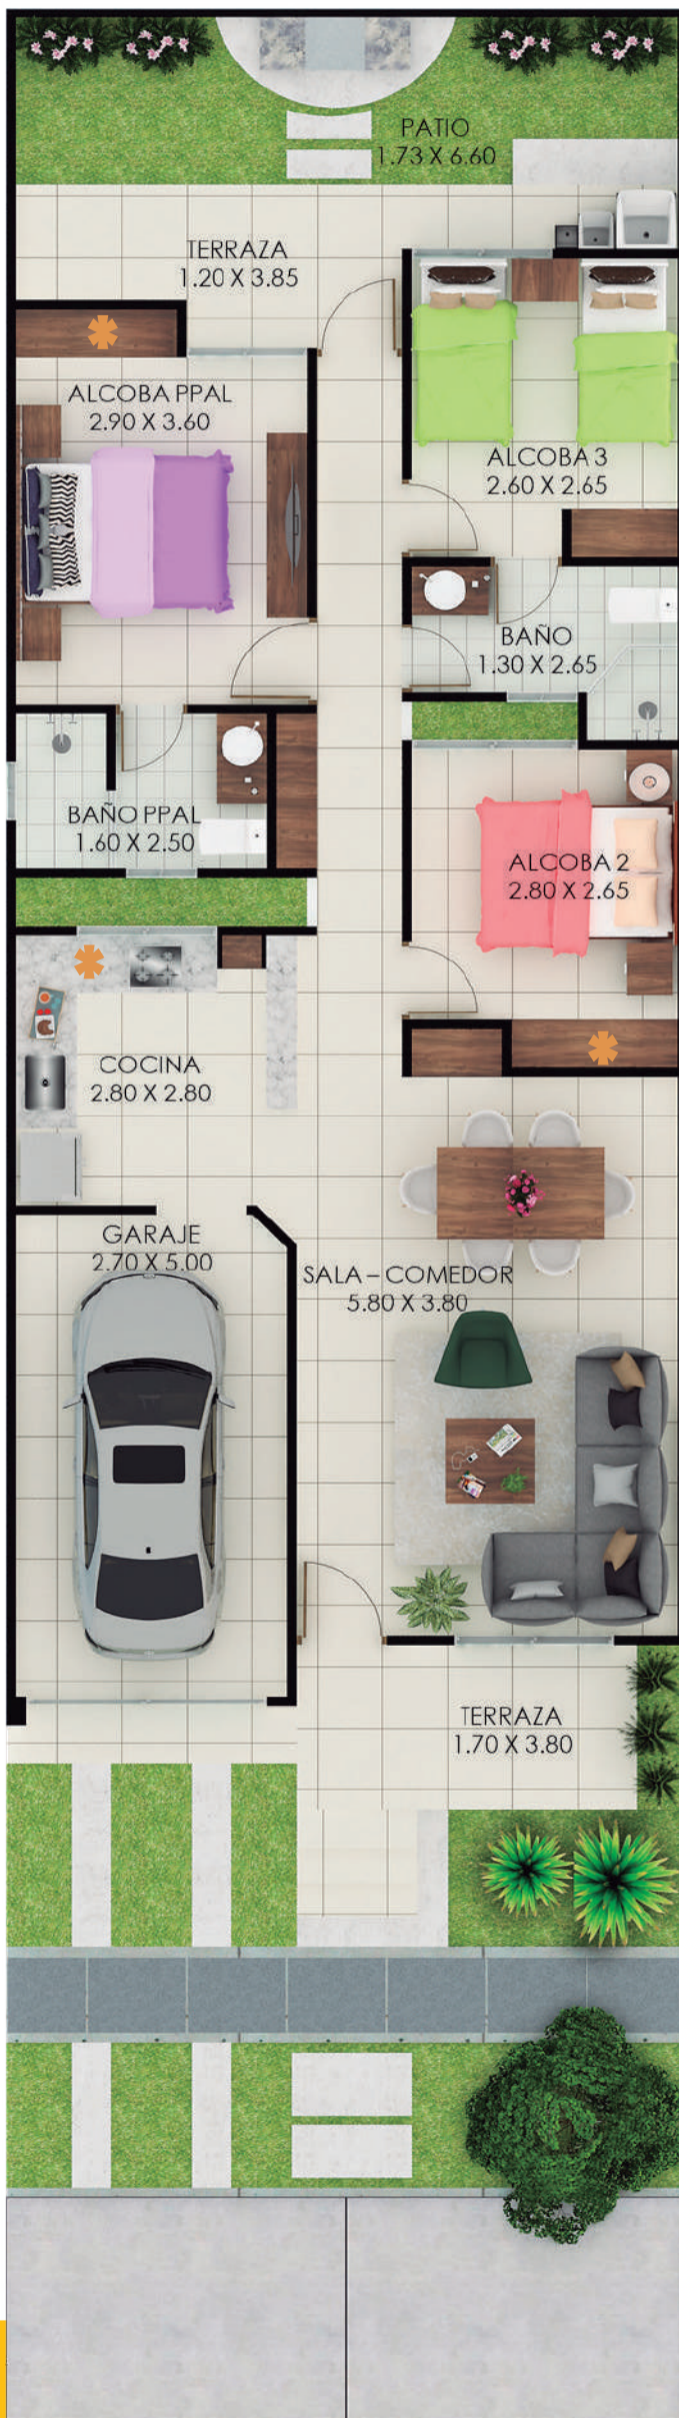 PATIO
1.73 X 6.60
TERRAZA
1.20 X 3.85
ALCOBA PPAL
2.90 X 3.60
ALCOBA 3
2.60 X 2.65
BAÑO
1.30 X 2.65
BAÑO PPAL
1.60 X 2.50
ALCOBA 2
2.80 X 2.65
COCINA
2.80 X 2.80
GARAJE
2.70 X 5.00
SALA – COMEDOR
5.80 X 3.80
TERRAZA
1.70 X 3.80